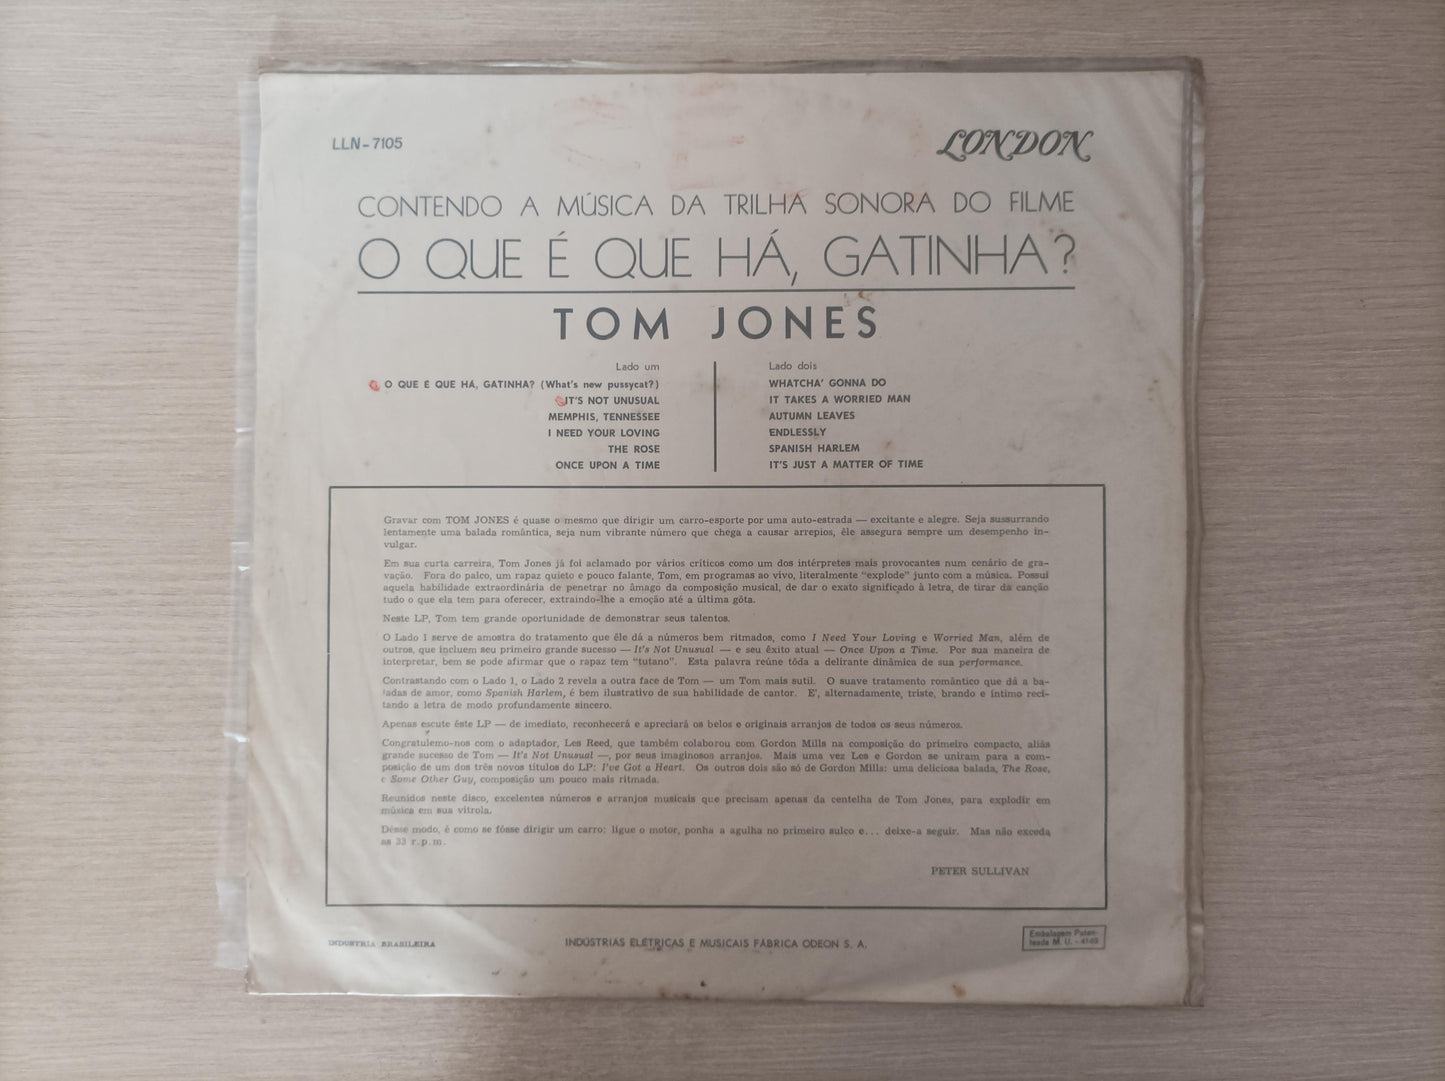 LLN-7105
LONDON
CONTENDO A MÚSICA DA TRILHA SONORA DO FILME
O QUE É QUE HÁ, GATINHA?
TOM JONES
Lado um
O QUE É QUE HÁ, GATINHA? (What's new pussycat?)
IT'S NOT UNUSUAL
MEMPHIS, TENNESSEE
I NEED YOUR LOVING
THE ROSE
ONCE UPON A TIME
Lado dois
WHATCHA' GONNA DO
IT TAKES A WORRIED MAN
AUTUMN LEAVES
ENDLESSLY
SPANISH HARLEM
IT'S JUST A MATTER OF TIME
Gravar com TOM JONES é quase o mesmo que dirigir um carro-esporte por uma auto-estrada — excitante e alegre. Seja sussurrando
lentamente uma balada romântica, seja num vibrante número que chega a causar arrepios, êle assegura sempre um desempenho in-
vulgar.
Em sua curta carreira, Tom Jones já foi aclamado por vários críticos como um dos intérpretes mais provocantes num cenário de gra-
vação. Fora do palco, um rapaz quieto e pouco falante, Tom, em programas ao vivo, literalmente “explode” junto com a música. Possui
aquela habilidade extraordinária de penetrar no âmago da composição musical, de dar o exato significado à letra, de tirar da canção
tudo o que ela tem para oferecer, extraindo-lhe a emoção até a última gôta.
Neste LP, Tom tem grande oportunidade de demonstrar seus talentos.
O Lado 1 serve de amostra do tratamento que êle dá a números bem ritmados, como I Need Your Loving e Worried Man, além de
outros, que incluem seu primeiro grande sucesso — It's Not Unusual — e seu êxito atual — Once Upon a Time. Por sua maneira de
interpretar, bem se pode afirmar que o rapaz tem “tutano”. Esta palavra reúne tôda a delirante dinâmica de sua performance.
Contrastando com o Lado 1, o Lado 2 revela a outra face de Tom — um Tom mais sutil. O suave tratamento romântico que dá a ba-
ladas de amor, como Spanish Harlem, é bem ilustrativo de sua habilidade de cantor. E', alternadamente, triste, brando e íntimo reci-
tando a letra de modo profundamente sincero.
Apenas escute êste LP — de imediato, reconhecerá e apreciará os belos e originais arranjos de todos os seus números.
Congratulemo-nos com o adaptador, Les Reed, que também colaborou com Gordon Mills na composição do primeiro compacto, aliás
grande sucesso de Tom — It's Not Unusual —, por seus imaginosos arranjos. Mais uma vez Les e Gordon se uniram para a com-
posição de um dos três novos títulos do LP: I've Got a Heart. Os outros dois são só de Gordon Mills: uma deliciosa balada, The Rose,
e Some Other Guy, composição um pouco mais ritmada.
Reunidos neste disco, excelentes números e arranjos musicais que precisam apenas da centelha de Tom Jones, para explodir em
música em sua vitrola.
Dêsse modo, é como se fôsse dirigir um carro: ligue o motor, ponha a agulha no primeiro sulco e... deixe-a seguir. Mas não exceda
as 33 r.p.m.
PETER SULLIVAN
INDÚSTRIA BRASILEIRA
INDÚSTRIAS ELÉTRICAS E MUSICAIS FÁBRICA ODEON S. A.
Embalagem Paten-
teada M. U. -